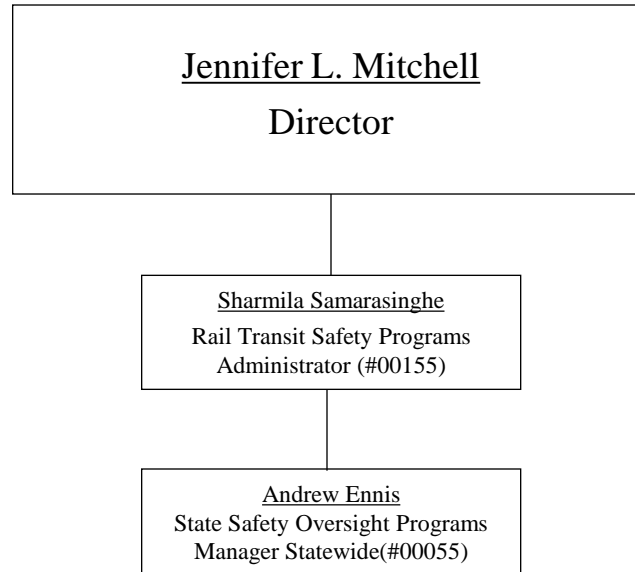 Jennifer L. Mitchell
Director
Sharmila Samarasinghe
Rail Transit Safety Programs
Administrator (#00155)
Andrew Ennis
State Safety Oversight Programs
Manager Statewide(#00055)